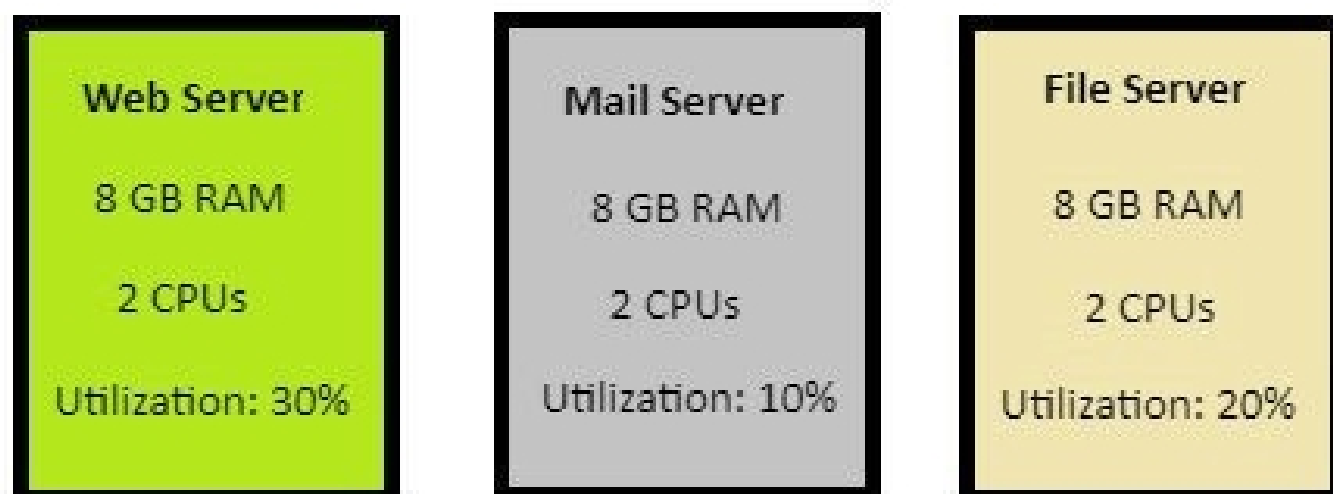 Web Server
8 GB RAM
2 CPUs
Utilization: 30%
Mail Server
8 GB RAM
2 CPUs
Utilization: 10%
File Server
8 GB RAM
2 CPUs
Utilization: 20%